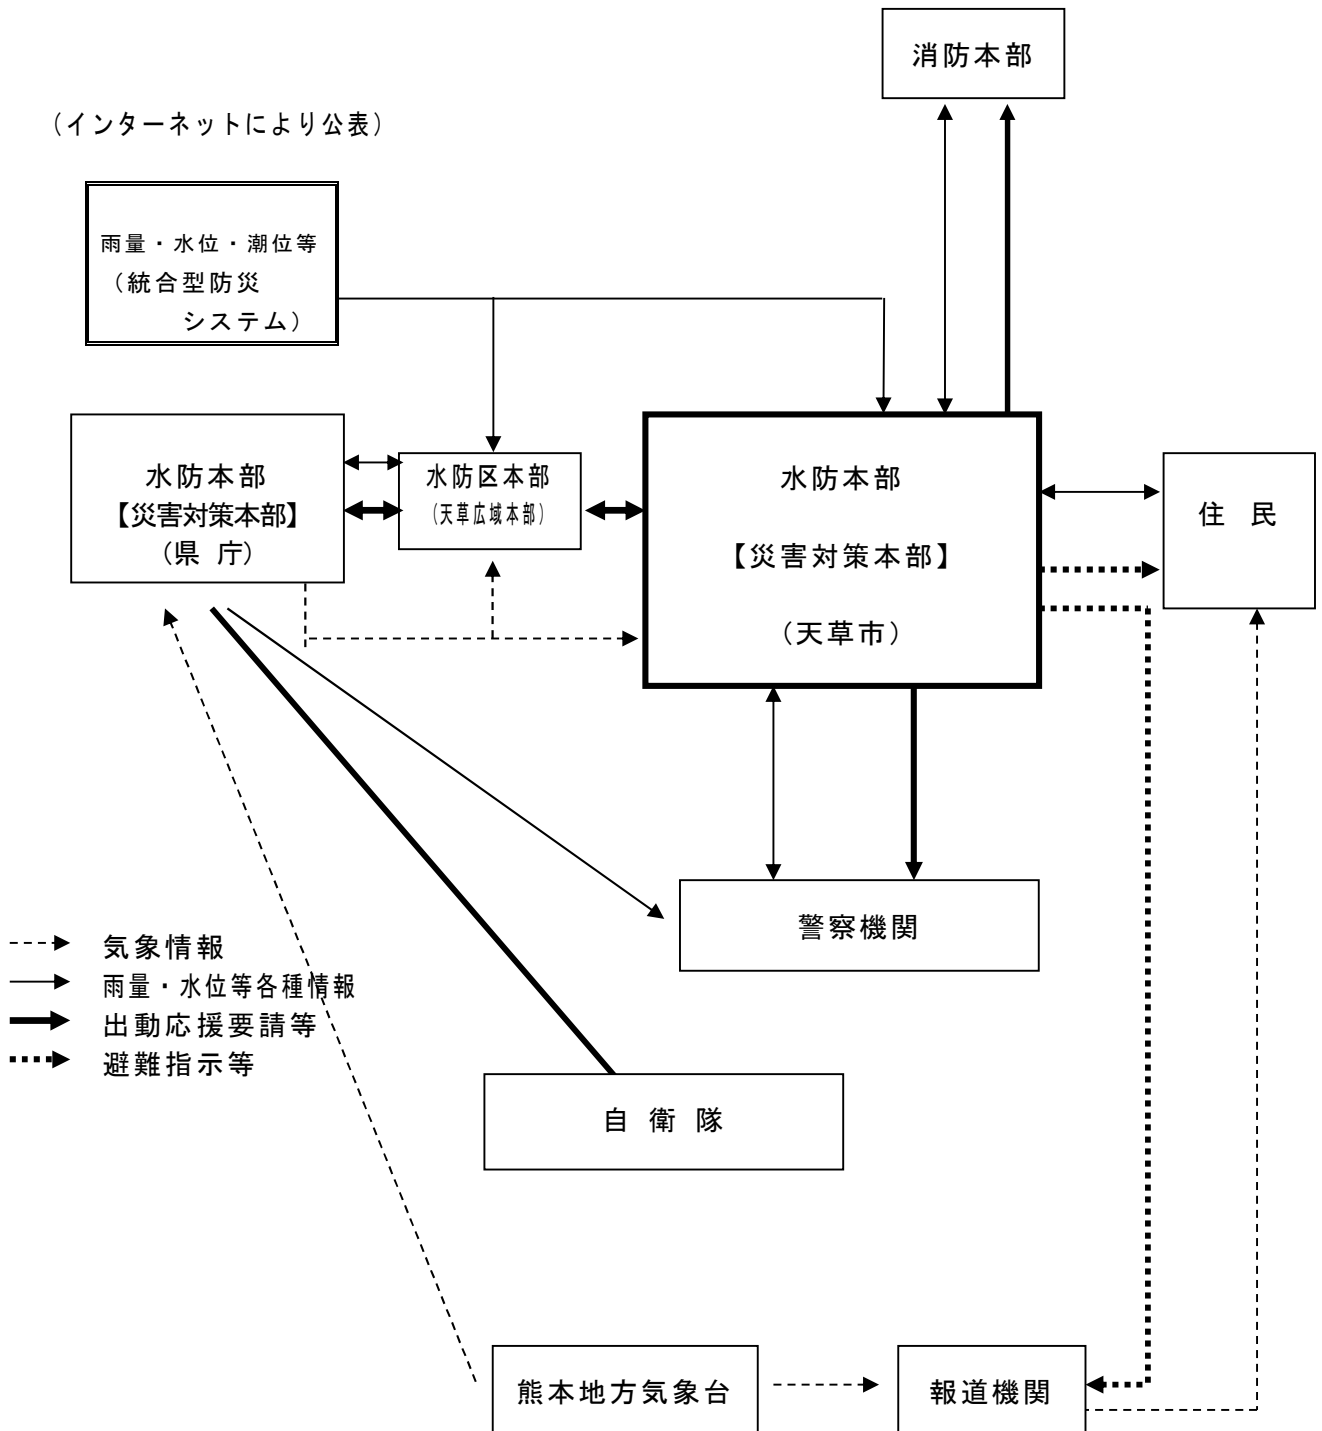 消防本部
（インターネットにより公表）
雨量・水位・潮位等
（統合型防災
システム）
水防本部
【災害対策本部】
（県 庁）
水防区本部
（天草広域本部）
水防本部
【災害対策本部】
（天草市）
住 民
警察機関
気象情報
雨量・水位等各種情報
出動応援要請等
避難指示等
自 衛 隊
熊本地方気象台
報道機関